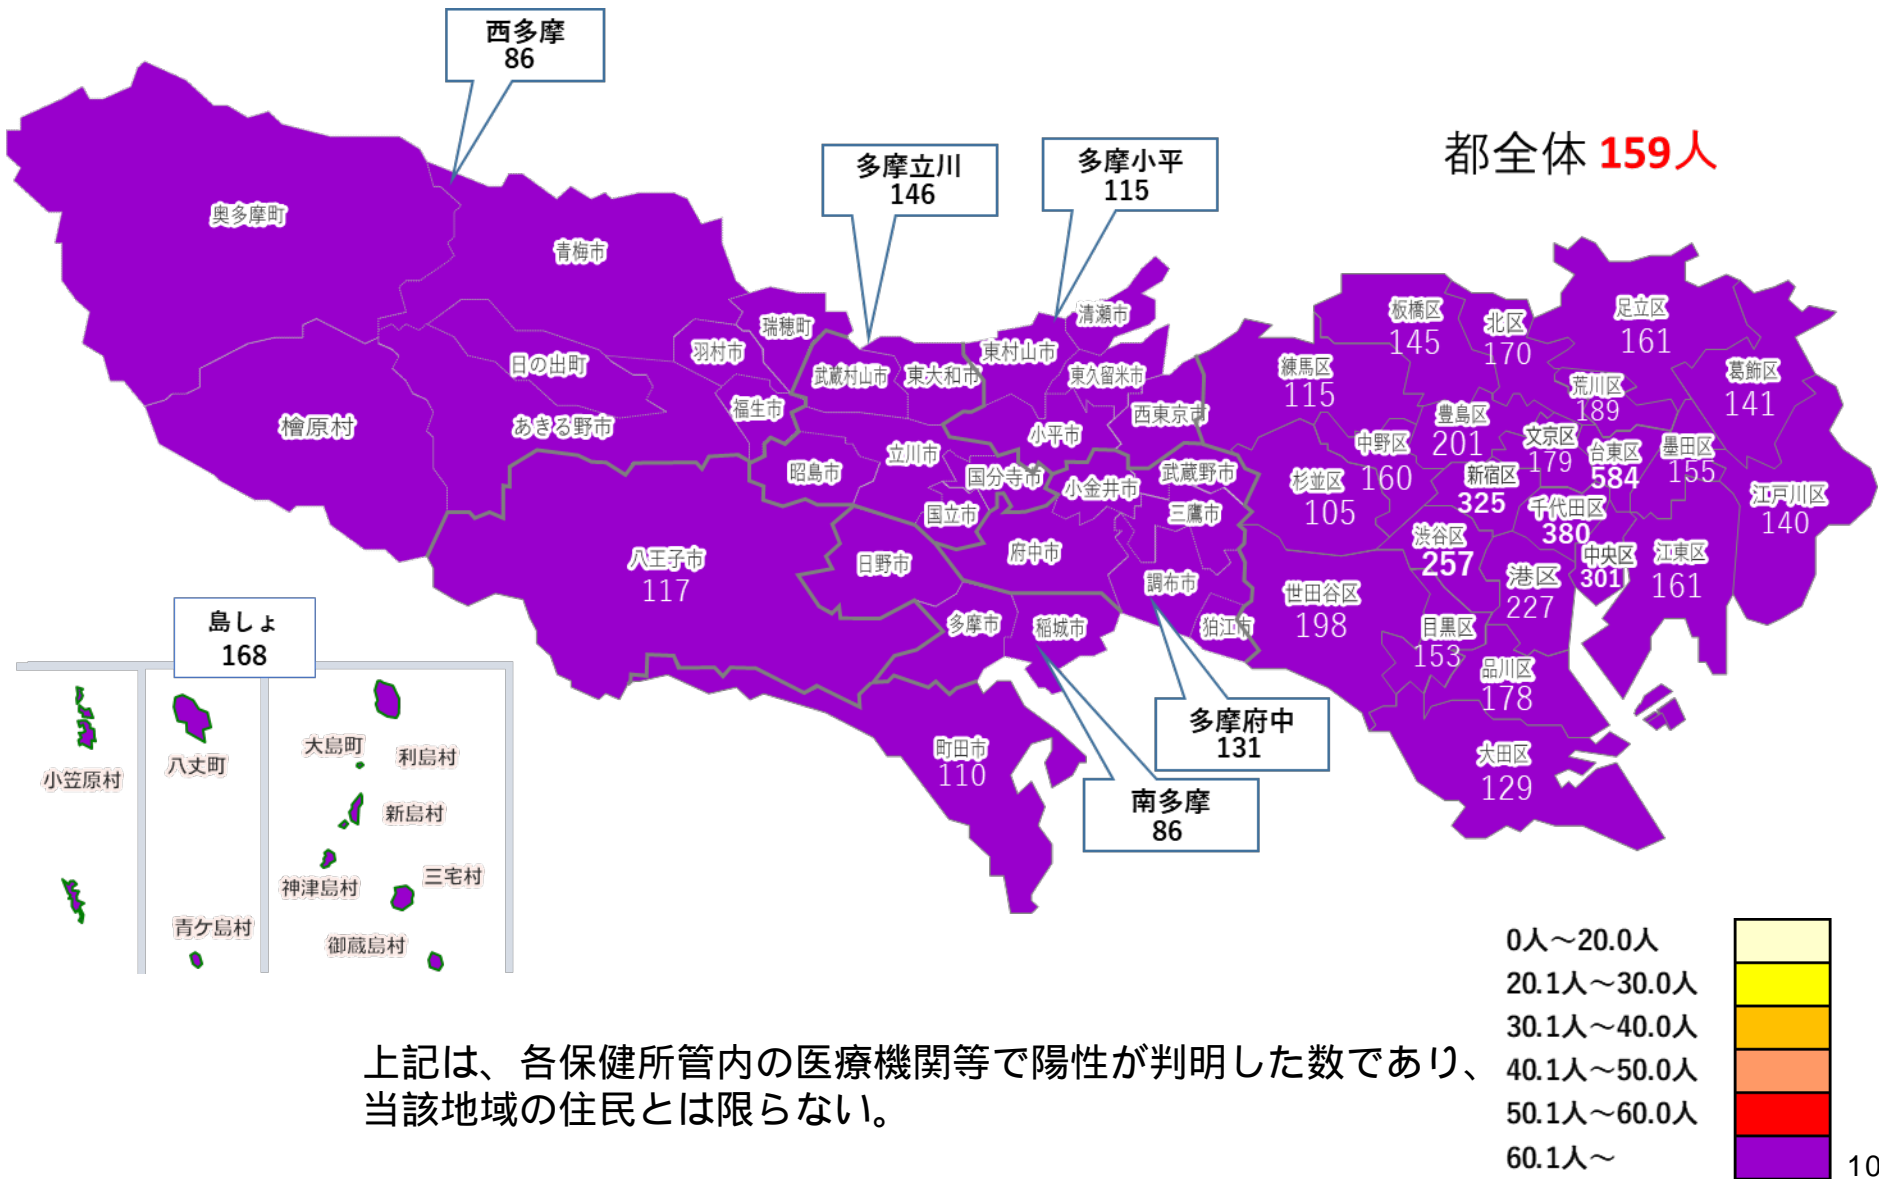 西多摩
86
多摩立川
146
多摩小平
115
都全体 159人
奥多摩町
青梅市
瑞穂町
羽村市
日の出町
福生市
あきる野市
檜原村
武蔵村山市
東大和市
東村山市
清瀬市
東久留米市
西東京市
小平市
立川市
昭島市
国分寺市
国立市
小金井市
武蔵野市
三鷹市
府中市
調布市
狛江市
八王子市
117
日野市
多摩市
稲城市
町田市
110
多摩府中
131
南多摩
86
板橋区
145
北区
170
足立区
161
葛飾区
141
荒川区
189
練馬区
115
豊島区
201
中野区
160
文京区
179
台東区
584
墨田区
155
江戸川区
140
杉並区
105
新宿区
325
千代田区
380
渋谷区
257
中央区
301
江東区
161
港区
227
世田谷区
198
目黒区
153
品川区
178
大田区
129
島しょ
168
小笠原村
八丈町
青ケ島村
大島町
利島村
新島村
神津島村
三宅村
御蔵島村
0人～20.0人
20.1人～30.0人
30.1人～40.0人
40.1人～50.0人
50.1人～60.0人
60.1人～
上記は、各保健所管内の医療機関等で陽性が判明した数であり、
当該地域の住民とは限らない。
10